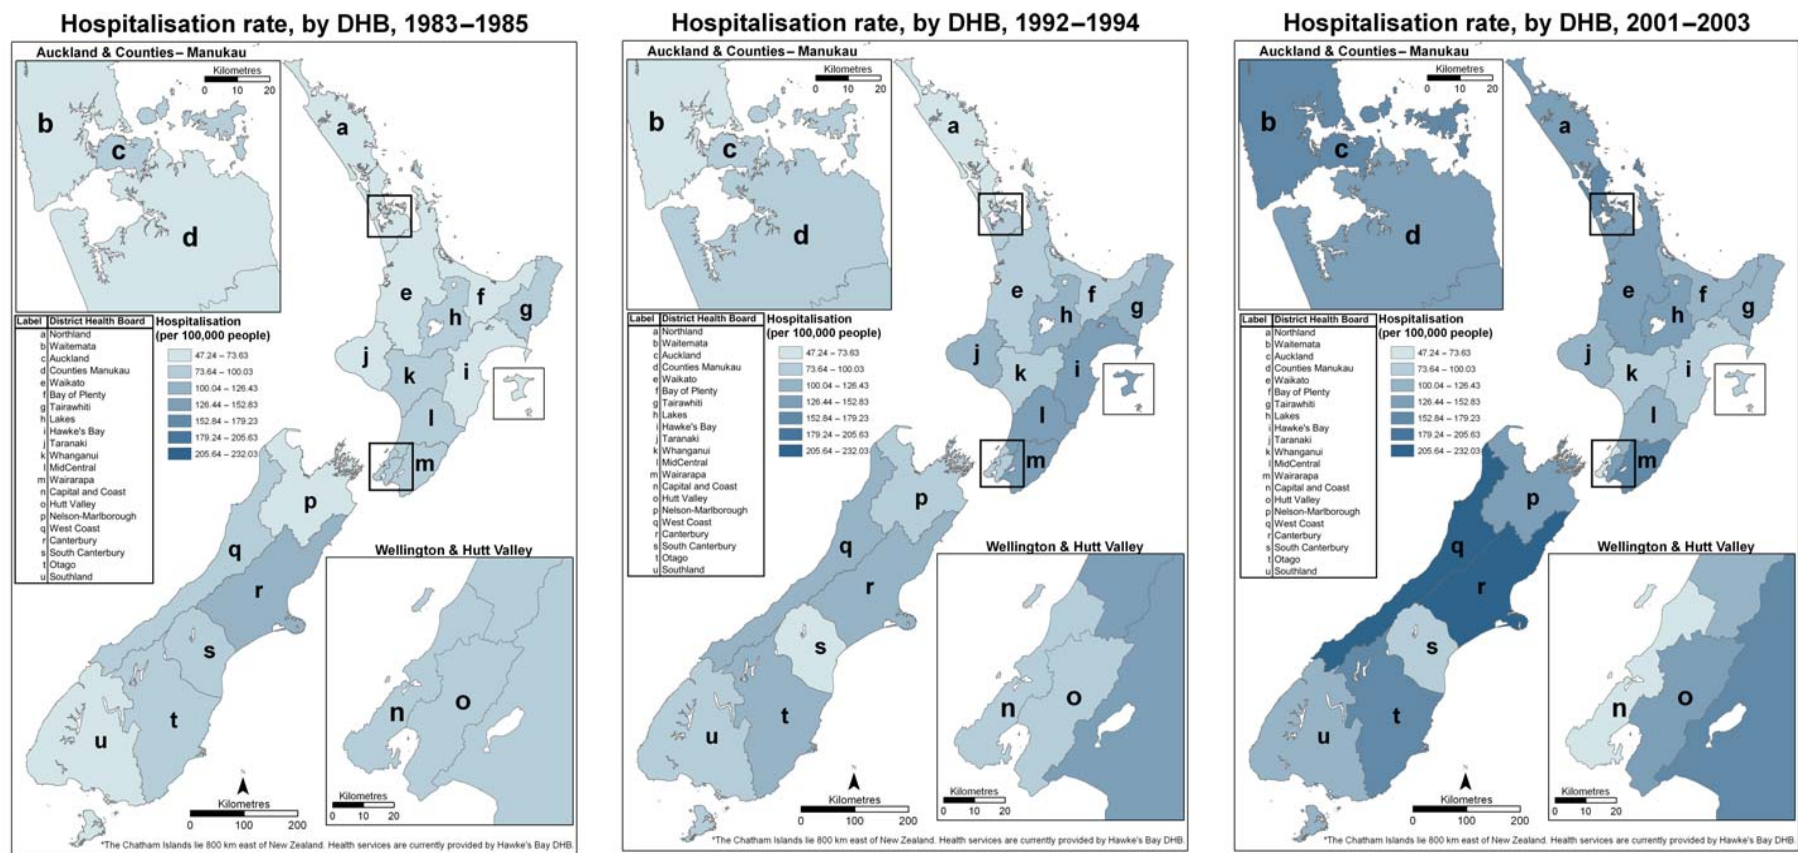 Hospitalisation rate, by DHB, 1983–1985
Auckland & Counties – Manukau
Kilometres
0 10 20
b
c
d
a
e
f
g
h
i
j
k
l
m
Label District Health Board
a Northland
b Waitemata
c Auckland
d Counties Manukau
e Waikato
f Bay of Plenty
g Tairawhiti
h Lakes
i Hawke's Bay
j Taranaki
k Whanganui
l MidCentral
m Wairarapa
n Capital and Coast
o Hutt Valley
p Nelson-Marlborough
q West Coast
r Canterbury
s South Canterbury
t Otago
u Southland
Hospitalisation
(per 100,000 people)
47.24 – 73.63
73.64 – 100.03
100.04 – 126.43
126.44 – 152.83
152.84 – 179.23
179.24 – 205.63
205.64 – 232.03
p
q
r
s
t
u
Wellington & Hutt Valley
n
o
Kilometres
0 10 20
N
Kilometres
0 100 200
*The Chatham Islands lie 800 km east of New Zealand. Health services are currently provided by Hawke's Bay DHB.
Hospitalisation rate, by DHB, 1992–1994
Auckland & Counties – Manukau
Kilometres
0 10 20
b
c
d
a
e
f
g
h
i
j
k
l
m
Label District Health Board
a Northland
b Waitemata
c Auckland
d Counties Manukau
e Waikato
f Bay of Plenty
g Tairawhiti
h Lakes
i Hawke's Bay
j Taranaki
k Whanganui
l MidCentral
m Wairarapa
n Capital and Coast
o Hutt Valley
p Nelson-Marlborough
q West Coast
r Canterbury
s South Canterbury
t Otago
u Southland
Hospitalisation
(per 100,000 people)
47.24 – 73.63
73.64 – 100.03
100.04 – 126.43
126.44 – 152.83
152.84 – 179.23
179.24 – 205.63
205.64 – 232.03
p
q
r
s
t
u
Wellington & Hutt Valley
n
o
Kilometres
0 10 20
N
Kilometres
0 100 200
*The Chatham Islands lie 800 km east of New Zealand. Health services are currently provided by Hawke's Bay DHB.
Hospitalisation rate, by DHB, 2001–2003
Auckland & Counties – Manukau
Kilometres
0 10 20
b
c
d
a
e
f
g
h
i
j
k
l
m
Label District Health Board
a Northland
b Waitemata
c Auckland
d Counties Manukau
e Waikato
f Bay of Plenty
g Tairawhiti
h Lakes
i Hawke's Bay
j Taranaki
k Whanganui
l MidCentral
m Wairarapa
n Capital and Coast
o Hutt Valley
p Nelson-Marlborough
q West Coast
r Canterbury
s South Canterbury
t Otago
u Southland
Hospitalisation
(per 100,000 people)
47.24 – 73.63
73.64 – 100.03
100.04 – 126.43
126.44 – 152.83
152.84 – 179.23
179.24 – 205.63
205.64 – 232.03
p
q
r
s
t
u
Wellington & Hutt Valley
n
o
Kilometres
0 10 20
N
Kilometres
0 100 200
*The Chatham Islands lie 800 km east of New Zealand. Health services are currently provided by Hawke's Bay DHB.